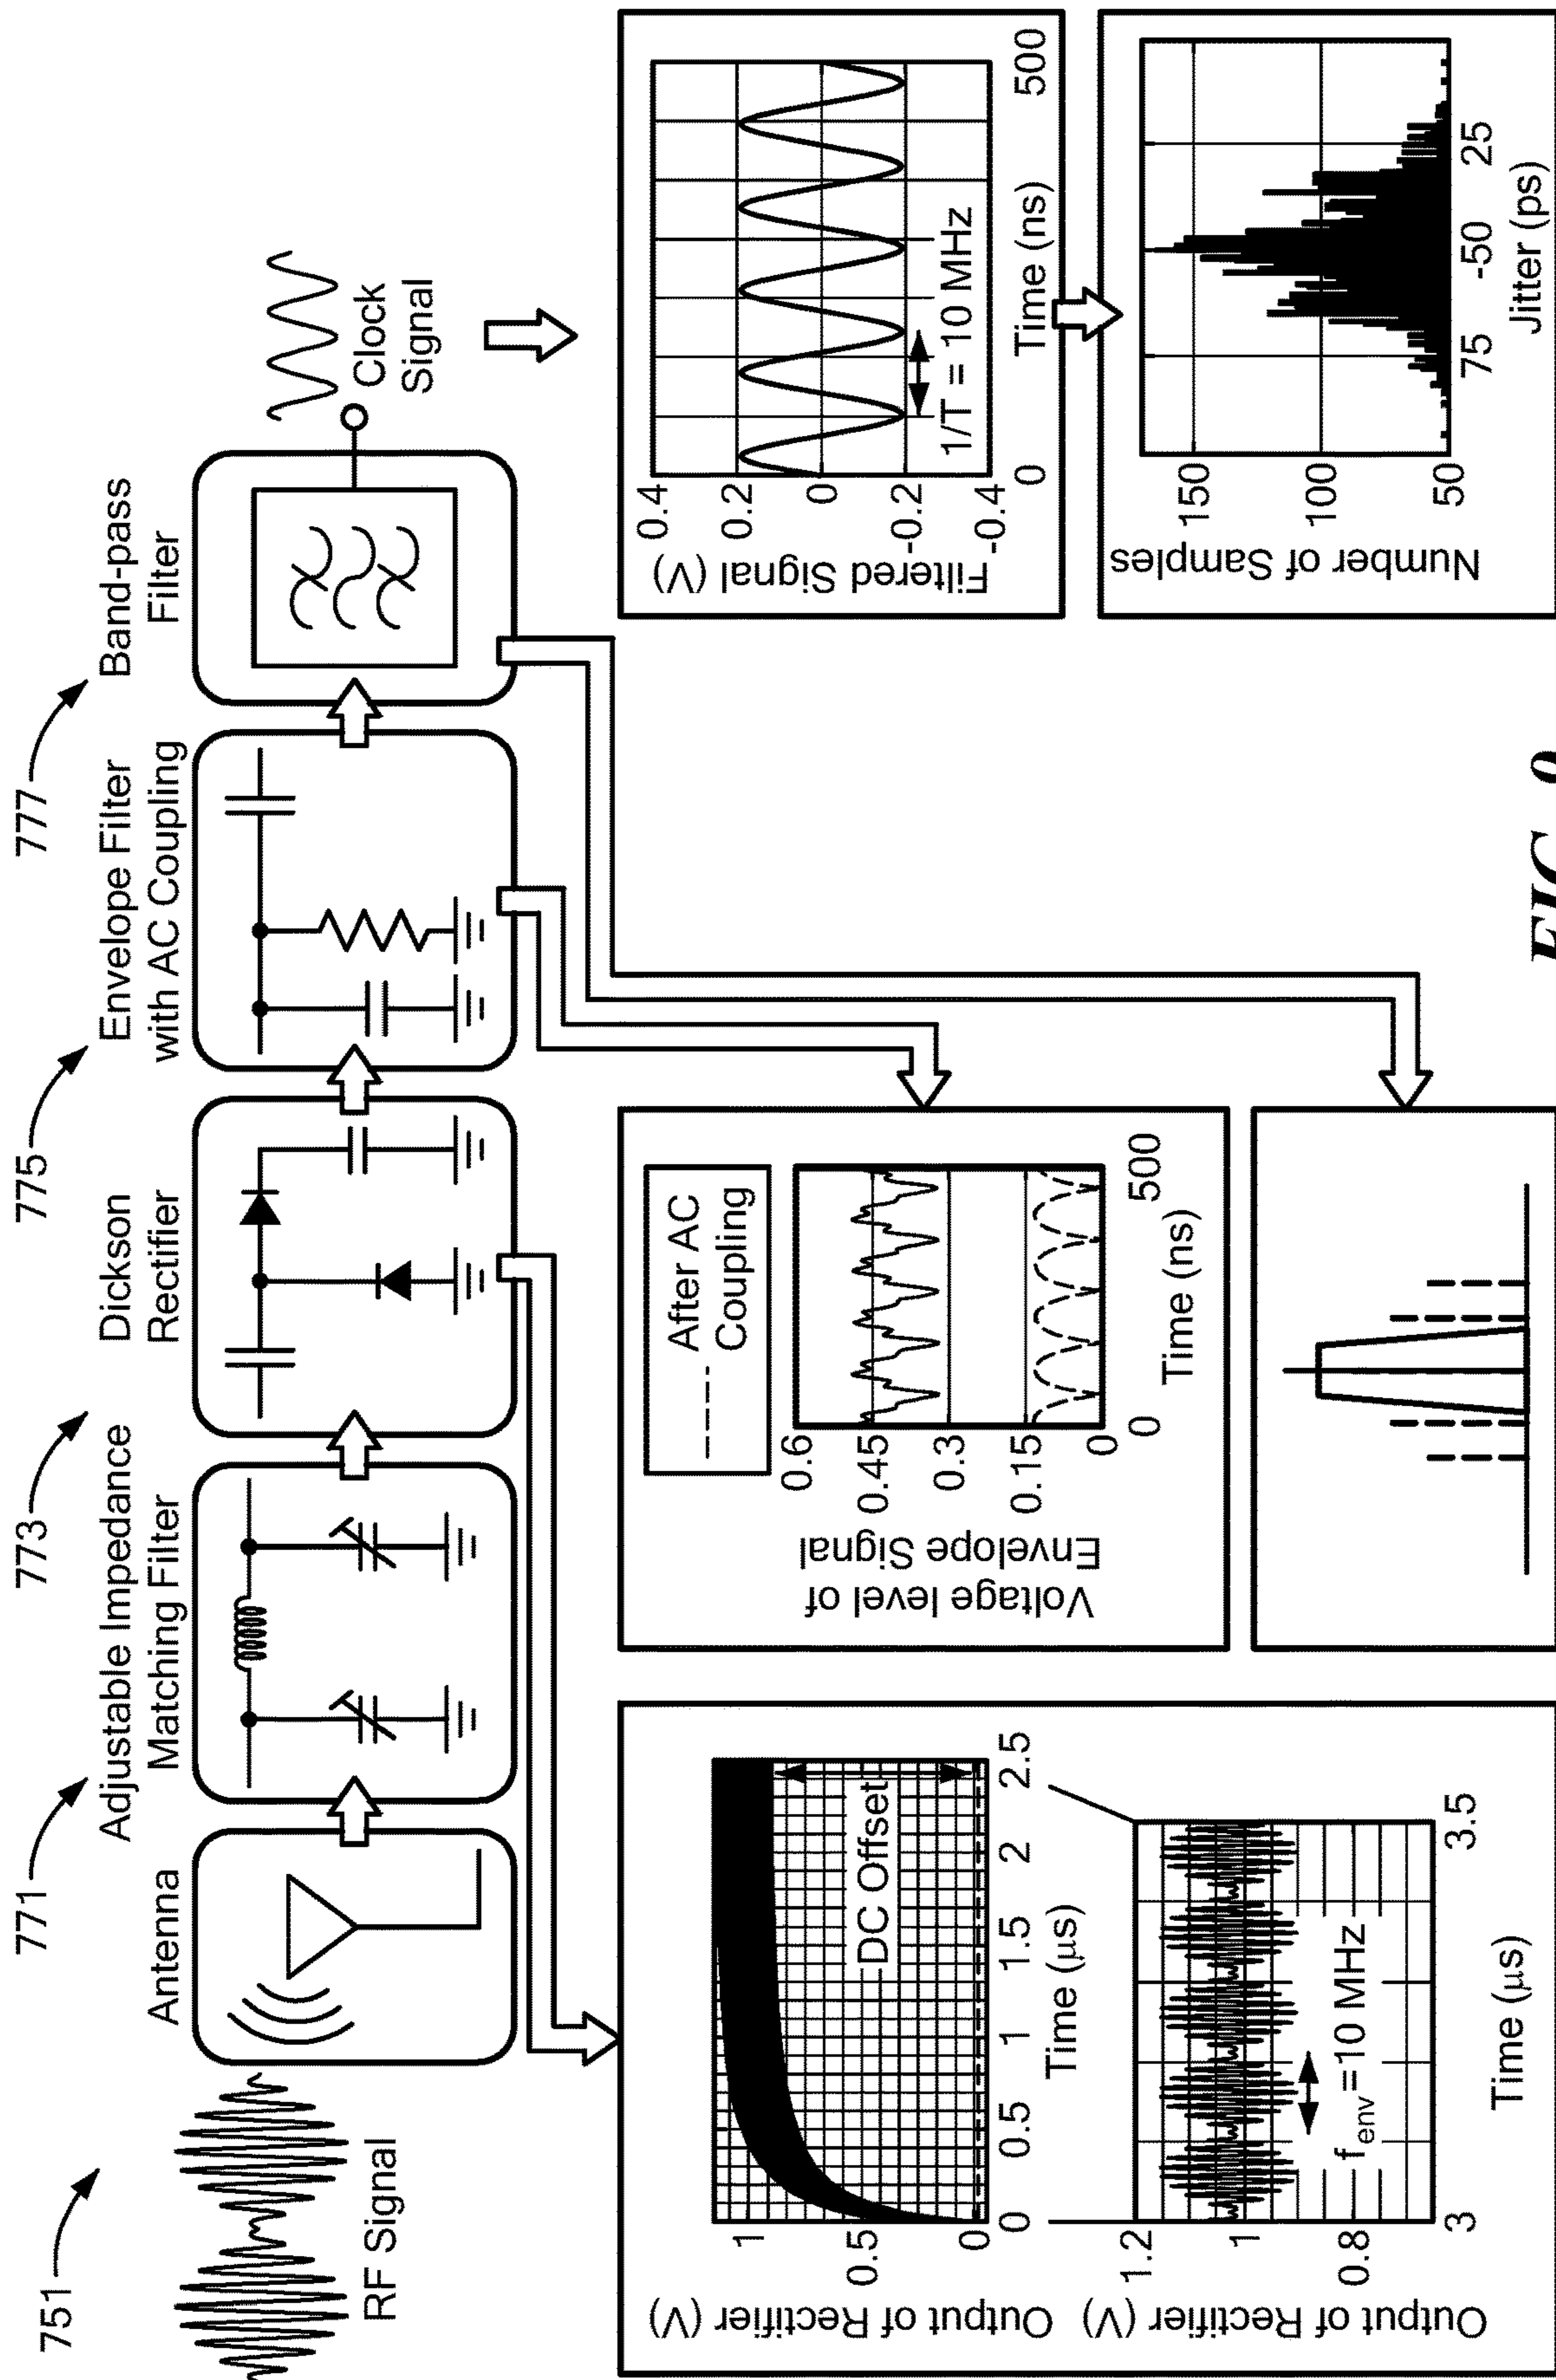 751
771
773
775
777
RF Signal
Antenna
Adjustable Impedance
Matching Filter
Dickson
Rectifier
Envelope Filter
with AC Coupling
Band-pass
Filter
Clock
Signal
Output of Rectifier (V)
1
0.5
0
DC Offset
0
0.5
1
1.5
2
2.5
Time (μs)
Output of Rectifier (V)
1.2
1
0.8
fenv=10 MHz
3
3.5
Time (μs)
After AC
Coupling
Voltage level of
Envelope Signal
0.6
0.45
0.3
0.15
0
0
500
Time (ns)
Filtered Signal (V)
0.4
0.2
0
-0.2
-0.4
1/T = 10 MHz
0
Time (ns)
500
Number of Samples
150
100
50
75
-50
25
Jitter (ps)